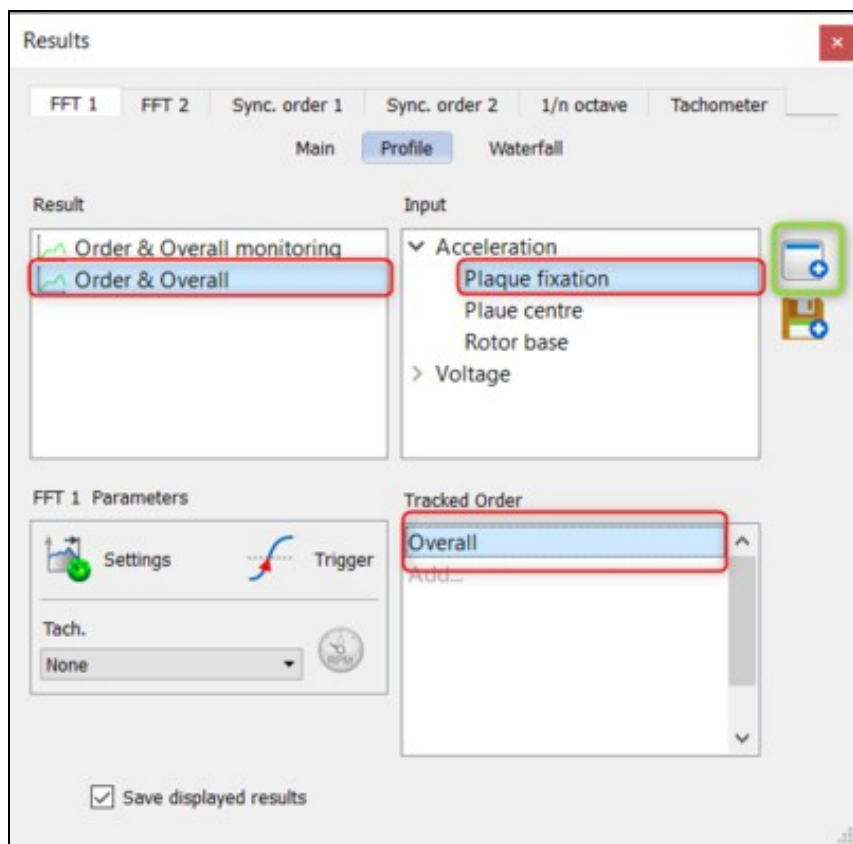 Results
FFT 1 FFT 2 Sync. order 1 Sync. order 2 1/n octave Tachometer
Main Profile Waterfall
Result
Order & Overall monitoring
Order & Overall
Input
Acceleration
Plaque fixation
Plaue centre
Rotor base
Voltage
FFT 1 Parameters
Settings Trigger
Tach.
None
RPM
Tracked Order
Overall
Add...
Save displayed results